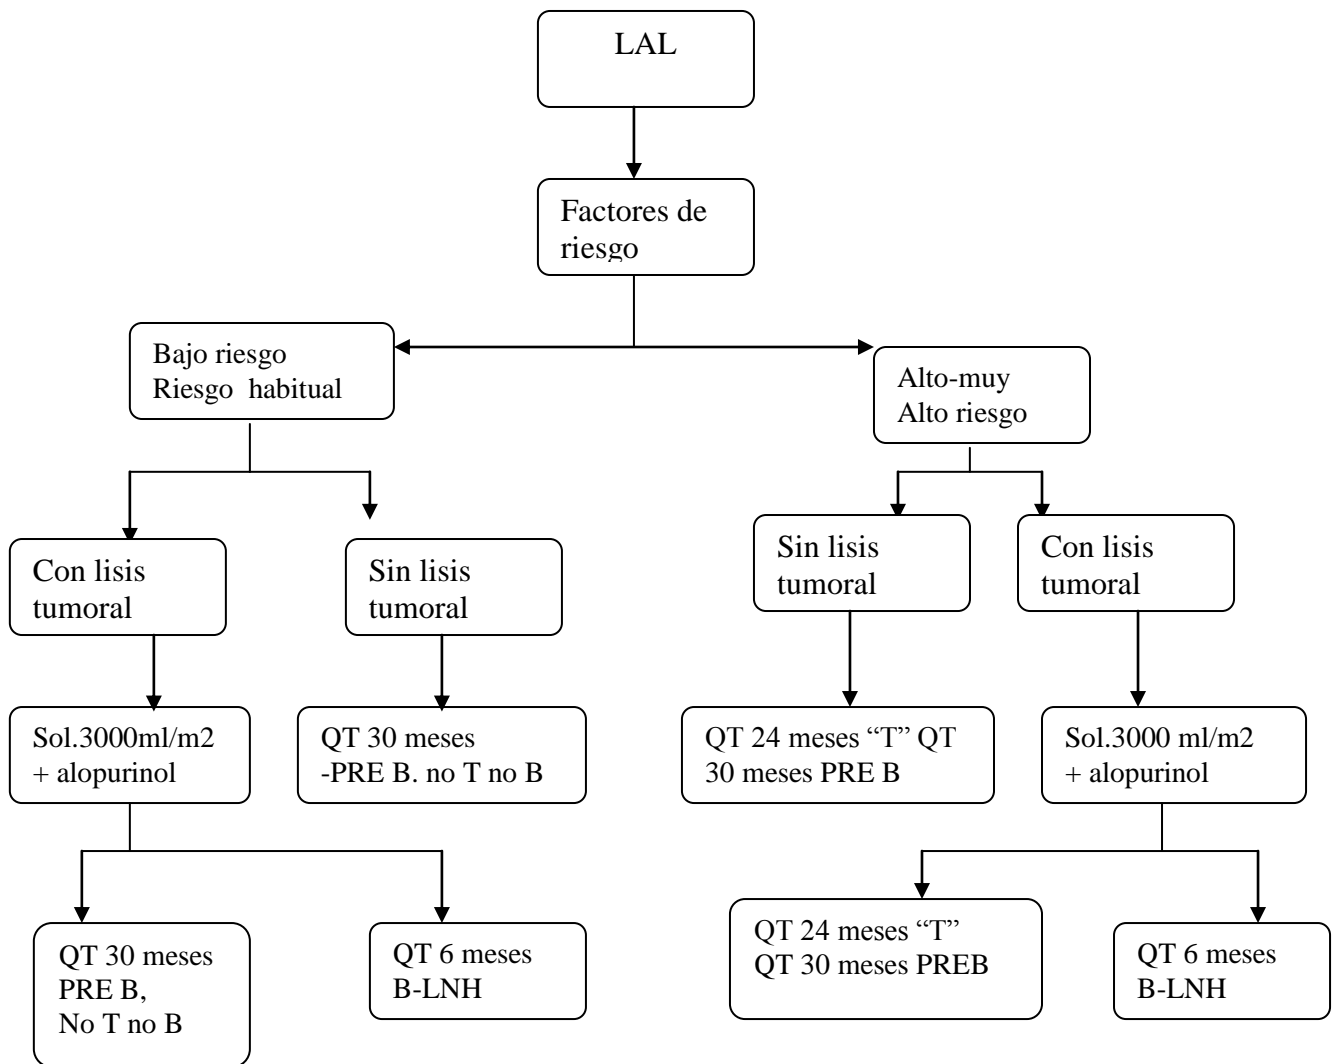 LAL
Factores de
riesgo
Bajo riesgo
Riesgo habitual
Alto-muy
Alto riesgo
Con lisis
tumoral
Sin lisis
tumoral
Sin lisis
tumoral
Con lisis
tumoral
Sol.3000ml/m2
+ alopurinol
QT 30 meses
-PRE B. no T no B
QT 24 meses “T” QT
30 meses PRE B
Sol.3000 ml/m2
+ alopurinol
QT 30 meses
PRE B,
No T no B
QT 6 meses
B-LNH
QT 24 meses “T”
QT 30 meses PREB
QT 6 meses
B-LNH